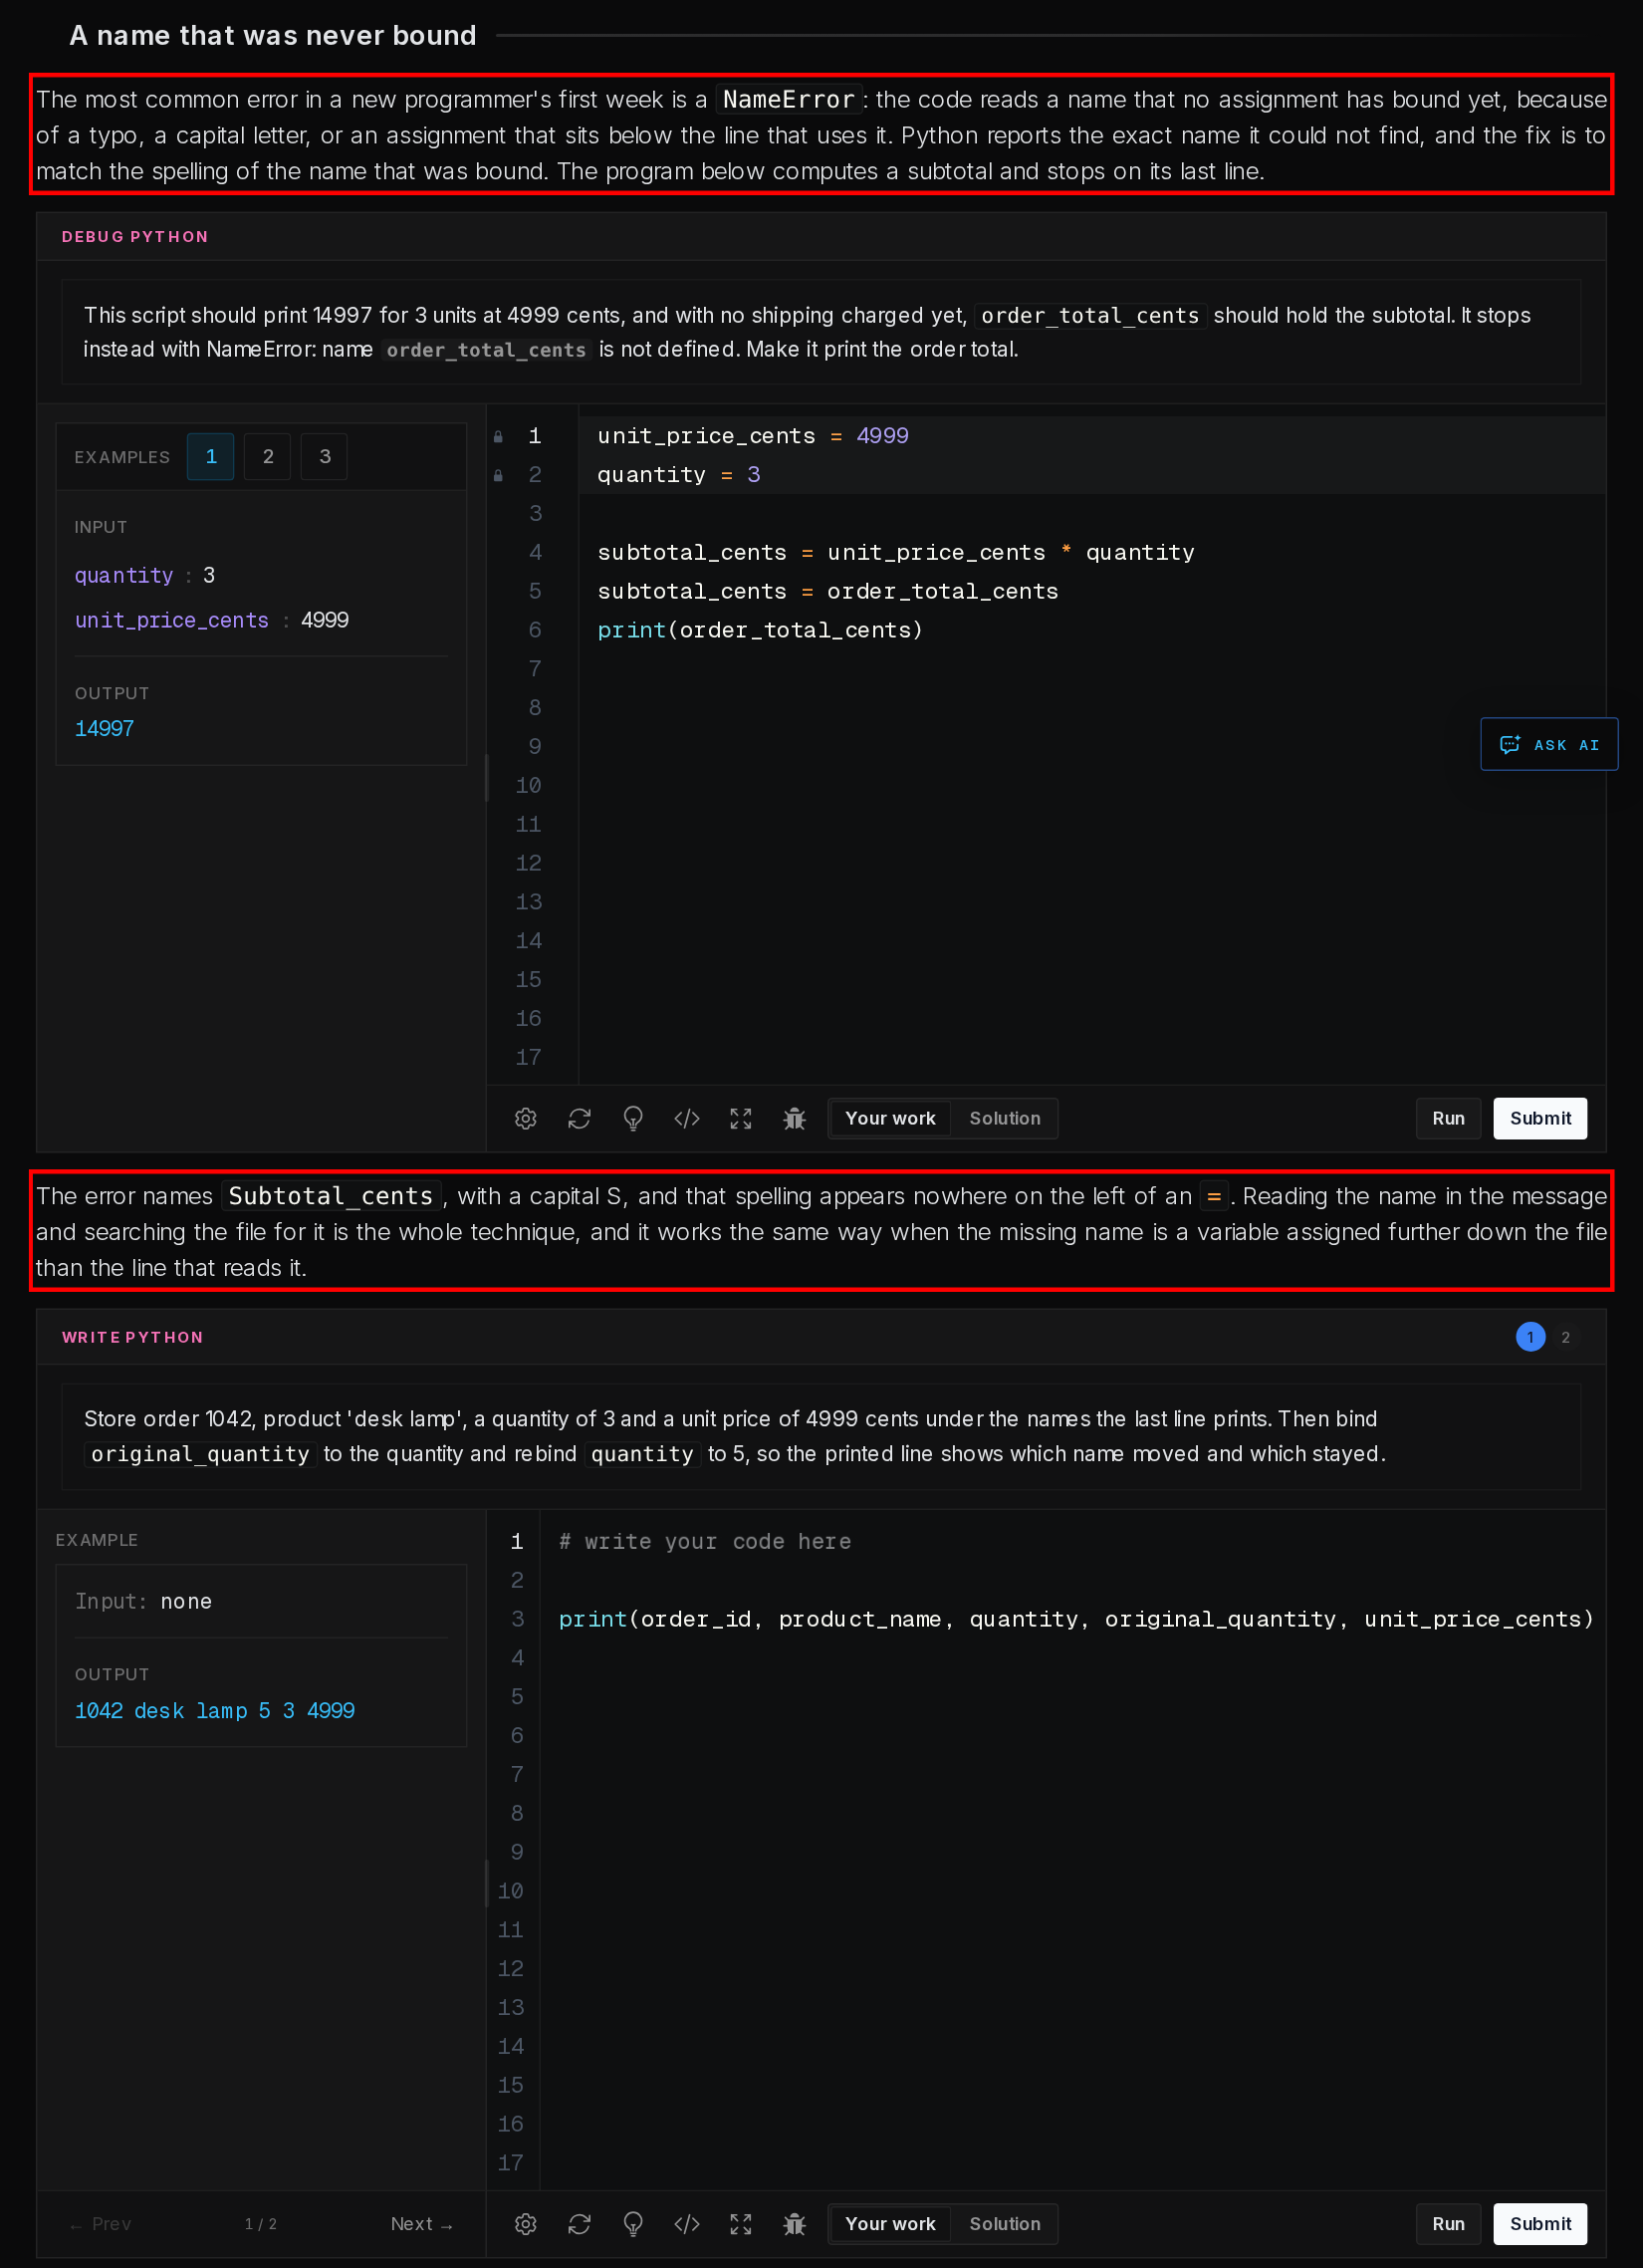 A name that was never bound
The most common error in a new programmer's first week is a NameError: the code reads a name that no assignment has bound yet, because
of a typo, a capital letter, or an assignment that sits below the line that uses it. Python reports the exact name it could not find, and the fix is to
match the spelling of the name that was bound. The program below computes a subtotal and stops on its last line.
DEBUG PYTHON
This script should print 14997 for 3 units at 4999 cents, and with no shipping charged yet, order_total_cents should hold the subtotal. It stops
instead with NameError: name order_total_cents is not defined. Make it print the order total.
EXAMPLES 1 2 3
INPUT
quantity : 3
unit_price_cents : 4999
OUTPUT
14997
1 unit_price_cents = 4999
2 quantity = 3
3
4 subtotal_cents = unit_price_cents * quantity
5 subtotal_cents = order_total_cents
6 print(order_total_cents)
7
8
9
10
11
12
13
14
15
16
17
ASK AI
Your work Solution Run Submit
The error names Subtotal_cents, with a capital S, and that spelling appears nowhere on the left of an =. Reading the name in the message
and searching the file for it is the whole technique, and it works the same way when the missing name is a variable assigned further down the file
than the line that reads it.
WRITE PYTHON 1 2
Store order 1042, product 'desk lamp', a quantity of 3 and a unit price of 4999 cents under the names the last line prints. Then bind
original_quantity to the quantity and rebind quantity to 5, so the printed line shows which name moved and which stayed.
EXAMPLE
Input: none
OUTPUT
1042 desk lamp 5 3 4999
1 # write your code here
2
3 print(order_id, product_name, quantity, original_quantity, unit_price_cents)
4
5
6
7
8
9
10
11
12
13
14
15
16
17
← Prev 1 / 2 Next →
Your work Solution Run Submit